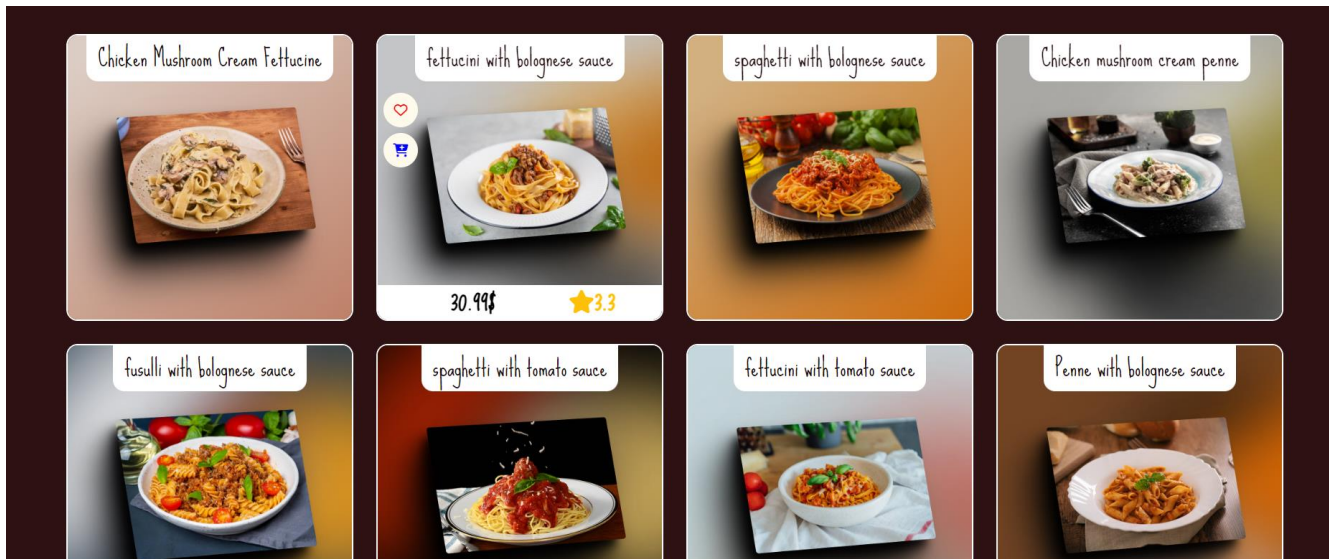 Chicken Mushroom Cream Fettucine
fettucini with bolognese sauce
spaghetti with bolognese sauce
Chicken mushroom cream penne
30.99$
3.3
fusulli with bolognese sauce
spaghetti with tomato sauce
fettucini with tomato sauce
Penne with bolognese sauce